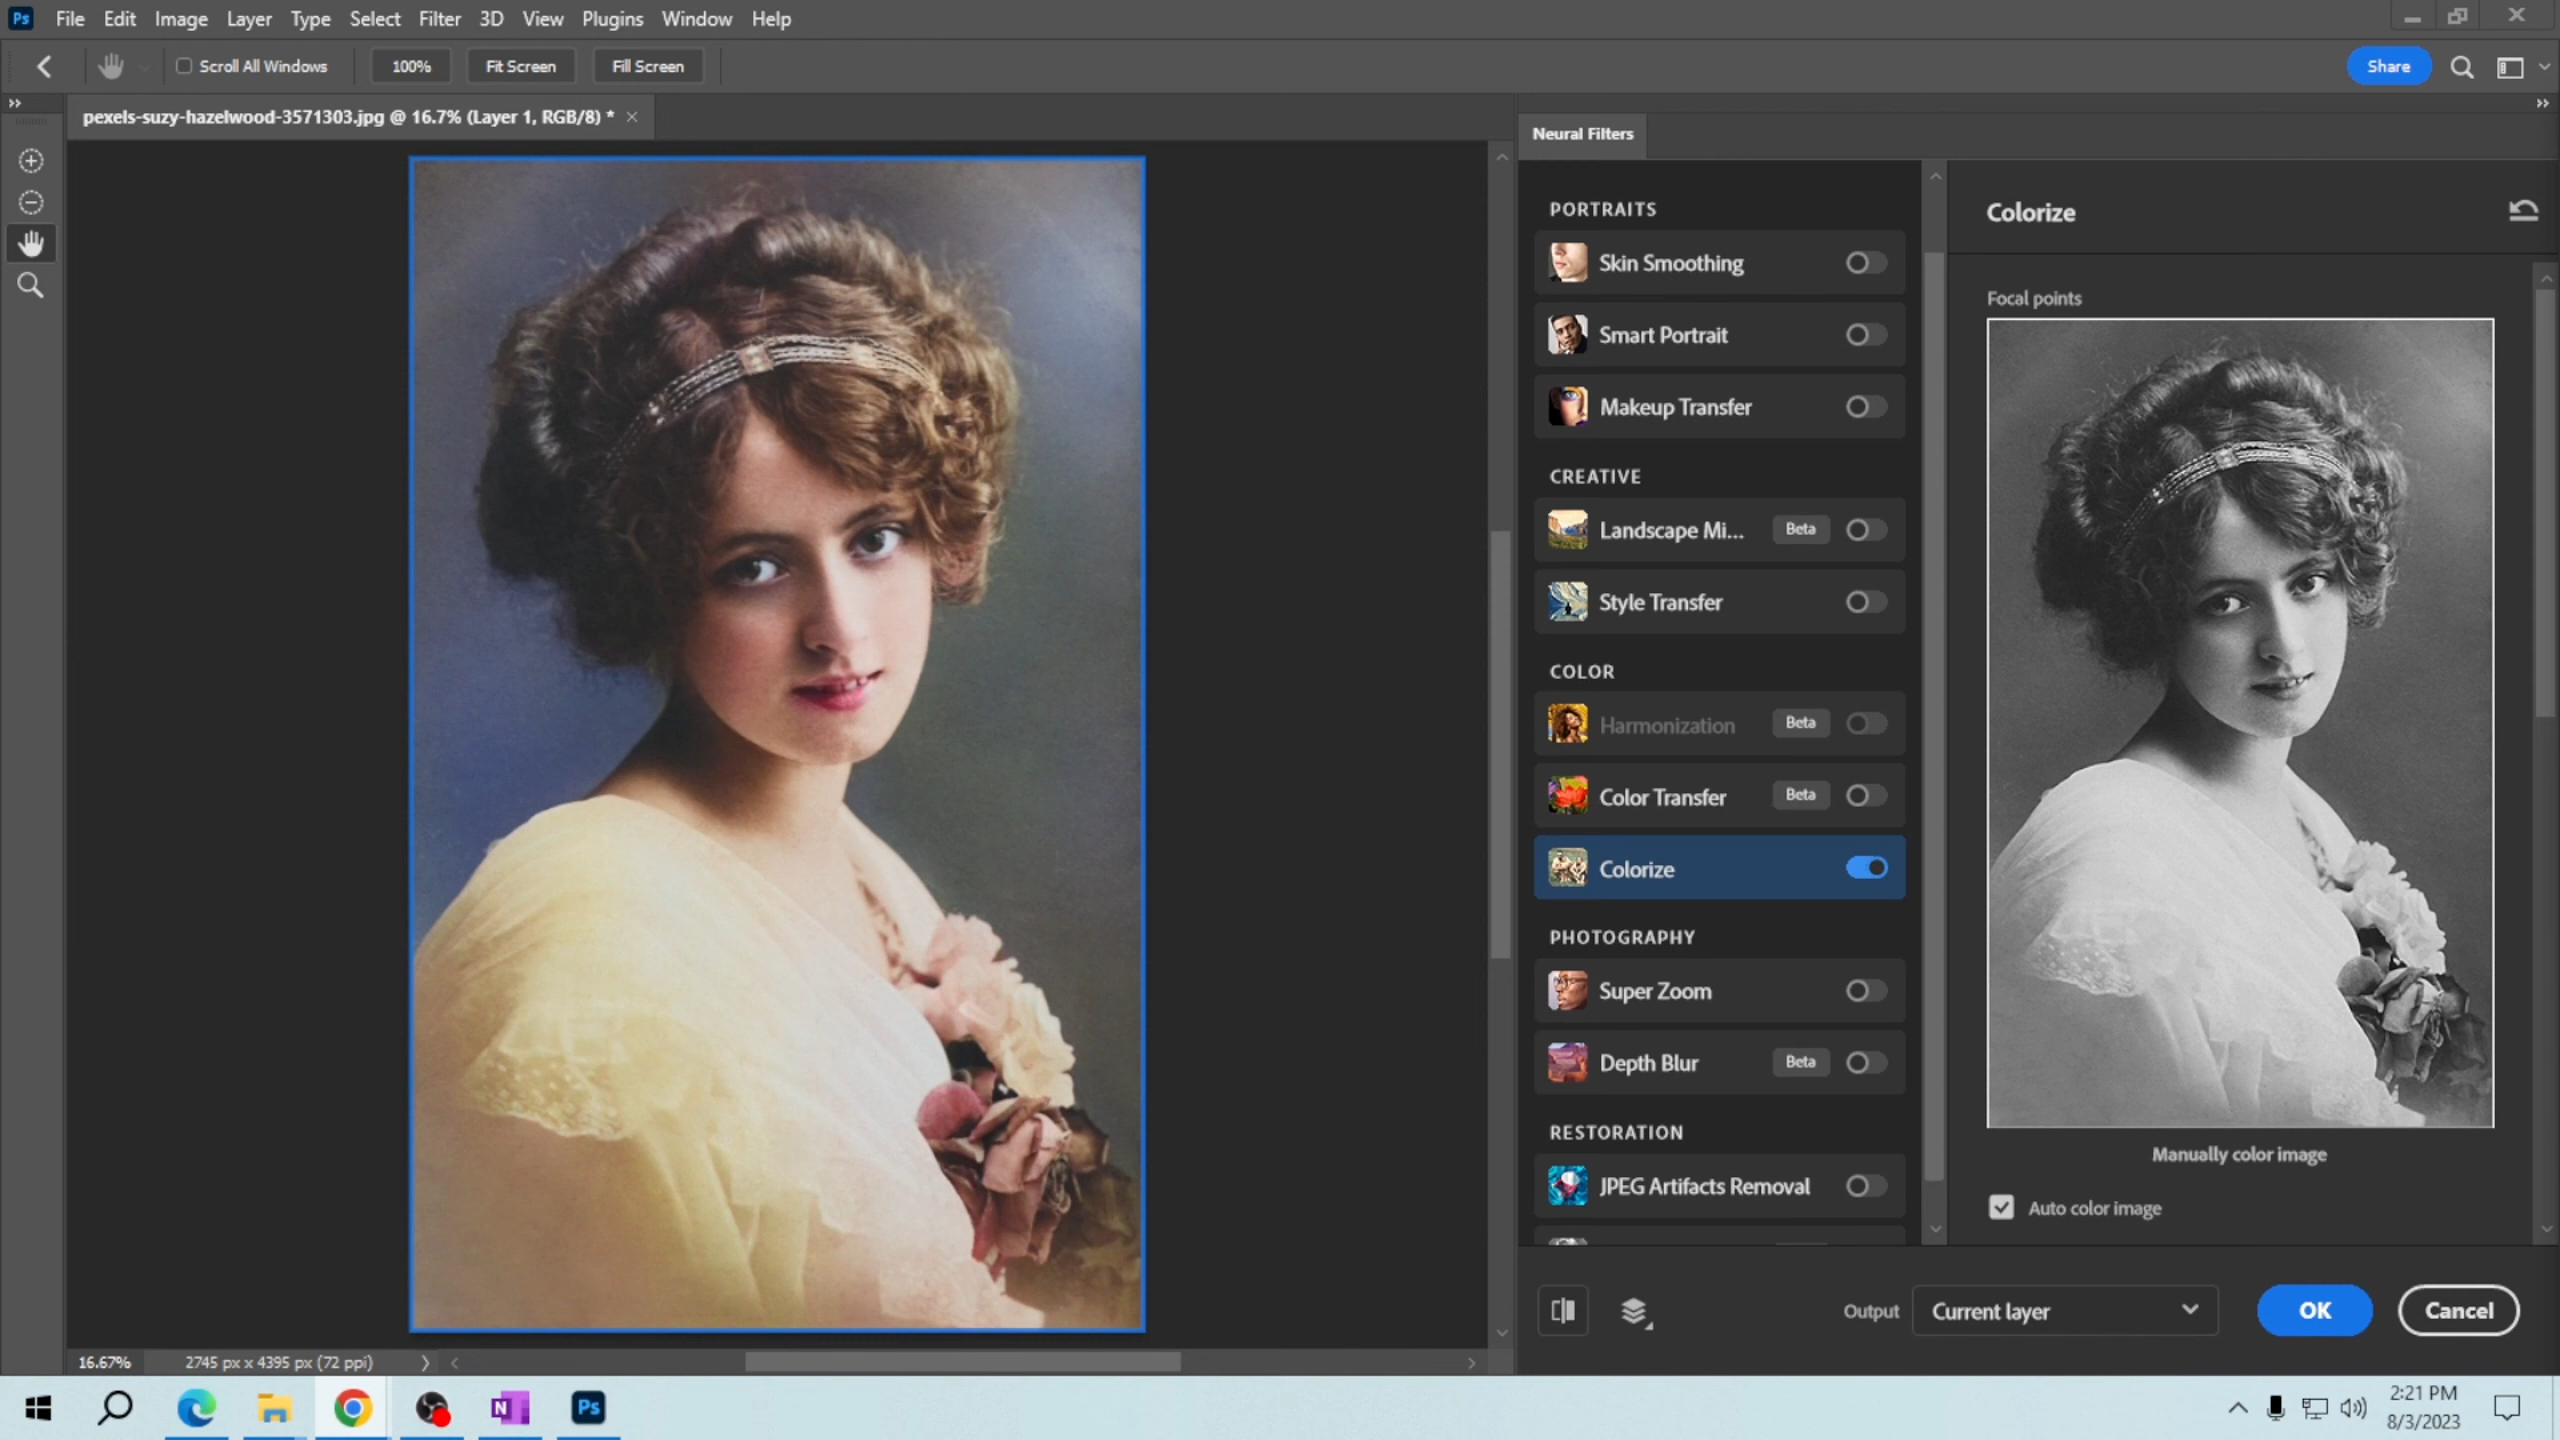 Ps File Edit Image Layer Type Select Filter 3D View Plugins Window Help
Scroll All Windows 100% Fit Screen Fill Screen Share
pexels-suzy-hazelwood-3571303.jpg @ 16.7% (Layer 1, RGB/8) *
Neural Filters
PORTRAITS
Skin Smoothing
Smart Portrait
Makeup Transfer
CREATIVE
Landscape Mi... Beta
Style Transfer
COLOR
Harmonization Beta
Color Transfer Beta
Colorize
PHOTOGRAPHY
Super Zoom
Depth Blur Beta
RESTORATION
JPEG Artifacts Removal
Colorize
Focal points
Manually color image
Auto color image
Output Current layer OK Cancel
16.67% 2745 px x 4395 px (72 ppi)
N Ps
2:21 PM
8/3/2023